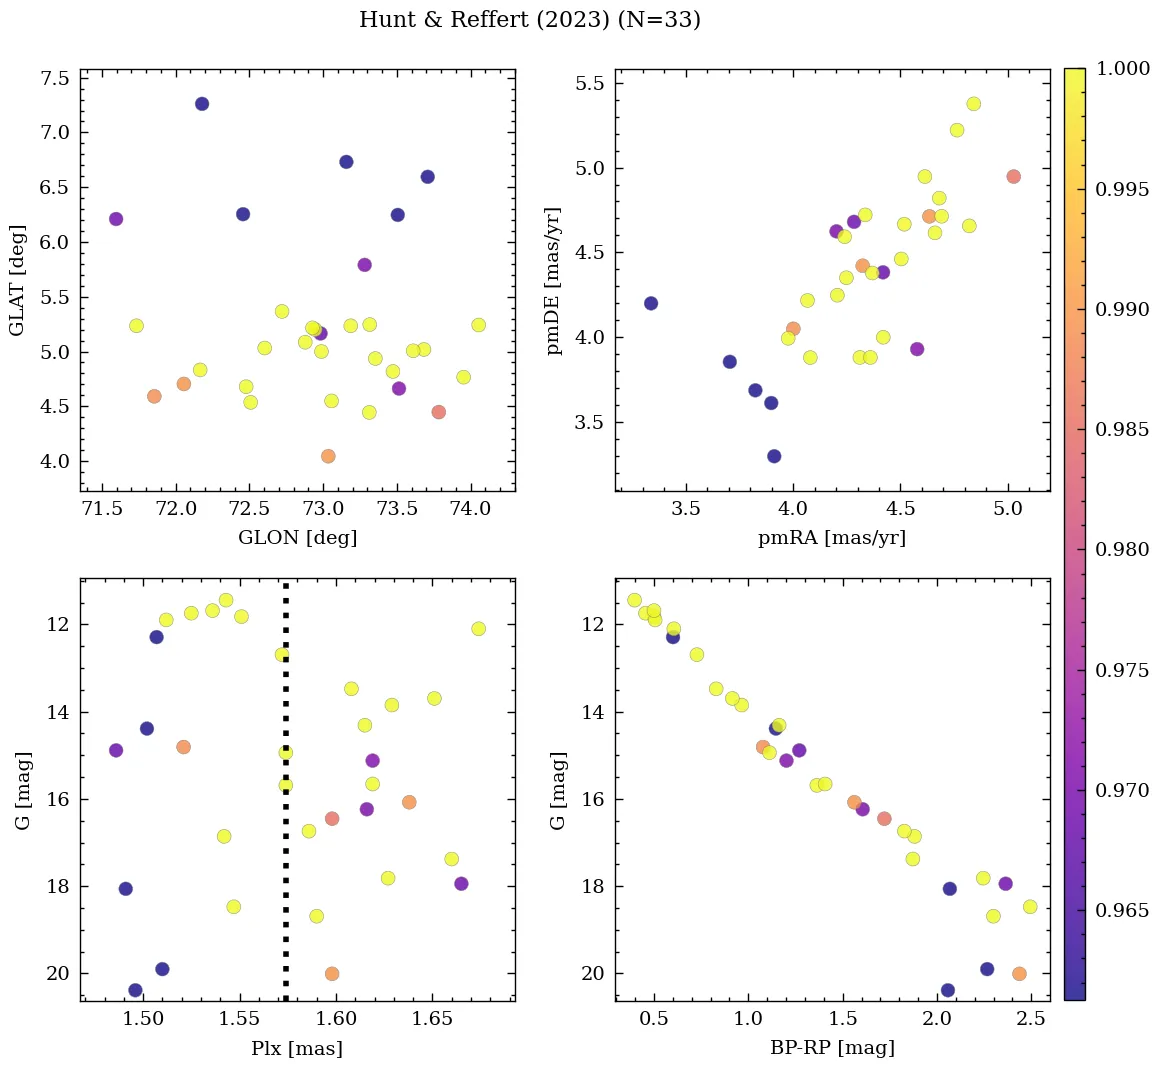 Hunt & Reffert (2023) (N=33)
7.5
7.0
6.5
6.0
5.5
5.0
4.5
4.0
GLAT [deg]
71.5 72.0 72.5 73.0 73.5 74.0
GLON [deg]
5.5
5.0
4.5
4.0
3.5
pmDE [mas/yr]
3.5 4.0 4.5 5.0
pmRA [mas/yr]
12
14
16
18
20
G [mag]
1.50 1.55 1.60 1.65
Plx [mas]
12
14
16
18
20
G [mag]
0.5 1.0 1.5 2.0 2.5
BP-RP [mag]
1.000
0.995
0.990
0.985
0.980
0.975
0.970
0.965